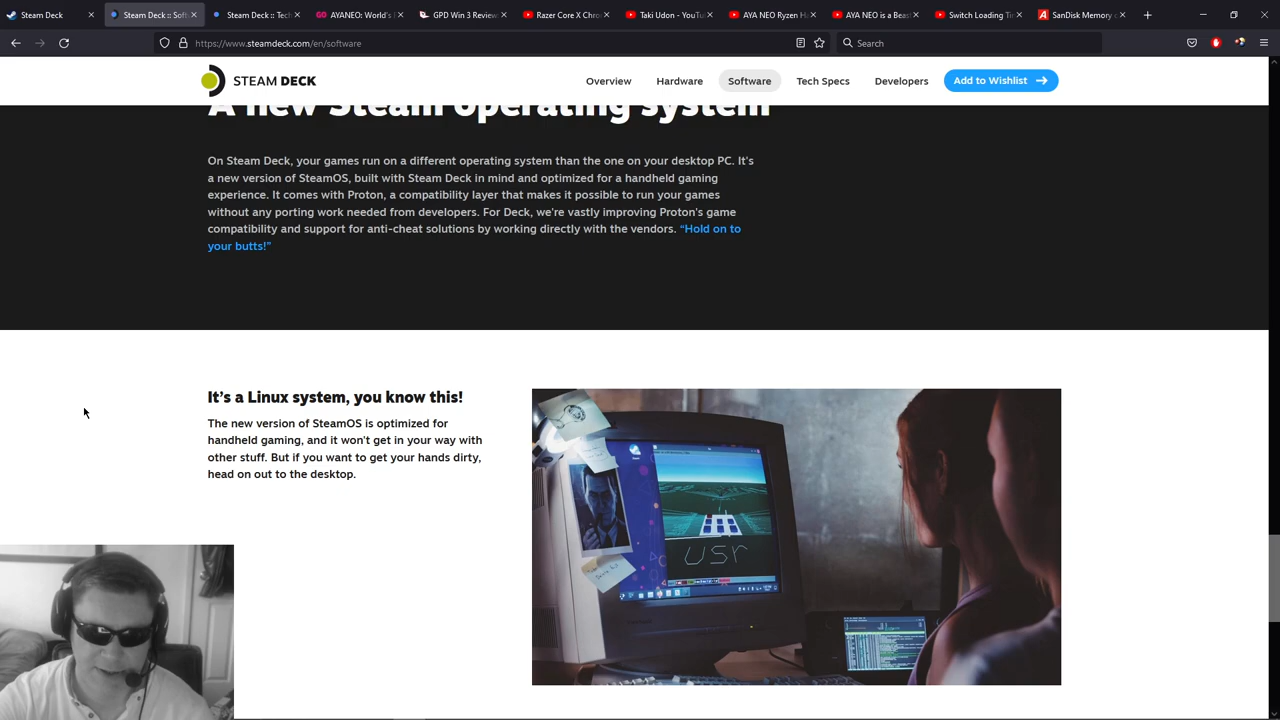 Steam Deck
Steam Deck :: Soft
Steam Deck :: Tech
AYANEO: World's
GPD Win 3 Review
Razer Core X Chro
Taki Udon - YouTu
AYA NEO Ryzen Ha
AYA NEO is a Beas
Switch Loading Ti
SanDisk Memory
https://www.steamdeck.com/en/software
Search
STEAM DECK
Overview
Hardware
Software
Tech Specs
Developers
Add to Wishlist
A new Steam operating system
On Steam Deck, your games run on a different operating system than the one on your desktop PC. It's
a new version of SteamOS, built with Steam Deck in mind and optimized for a handheld gaming
experience. It comes with Proton, a compatibility layer that makes it possible to run your games
without any porting work needed from developers. For Deck, we're vastly improving Proton's game
compatibility and support for anti-cheat solutions by working directly with the vendors. “Hold on to
your butts!”
It’s a Linux system, you know this!
The new version of SteamOS is optimized for
handheld gaming, and it won't get in your way with
other stuff. But if you want to get your hands dirty,
head on out to the desktop.
usr